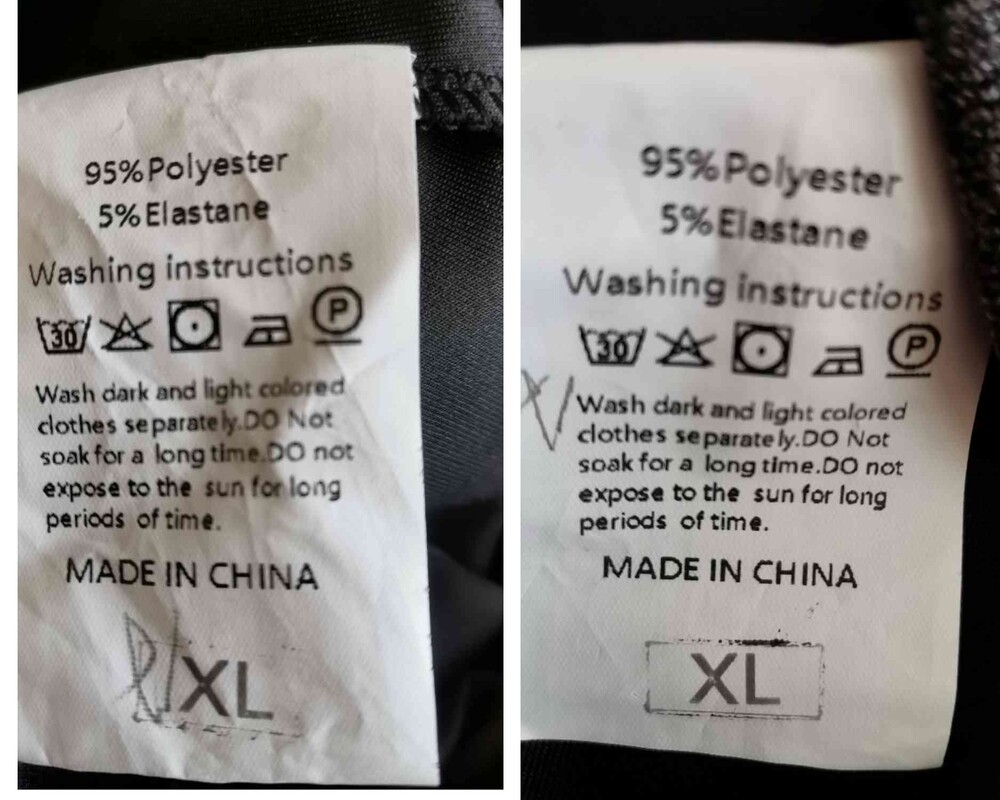 95% Polyester
5% Elastane
Washing instructions
30 P
Wash dark and light colored
clothes separately.DO Not
soak for a long time.DO not
expose to the sun for long
periods of time.
MADE IN CHINA
XL
95% Polyester
5% Elastane
Washing instructions
30 P
Wash dark and light colored
clothes separately.DO Not
soak for a long time.DO not
expose to the sun for long
periods of time.
MADE IN CHINA
XL